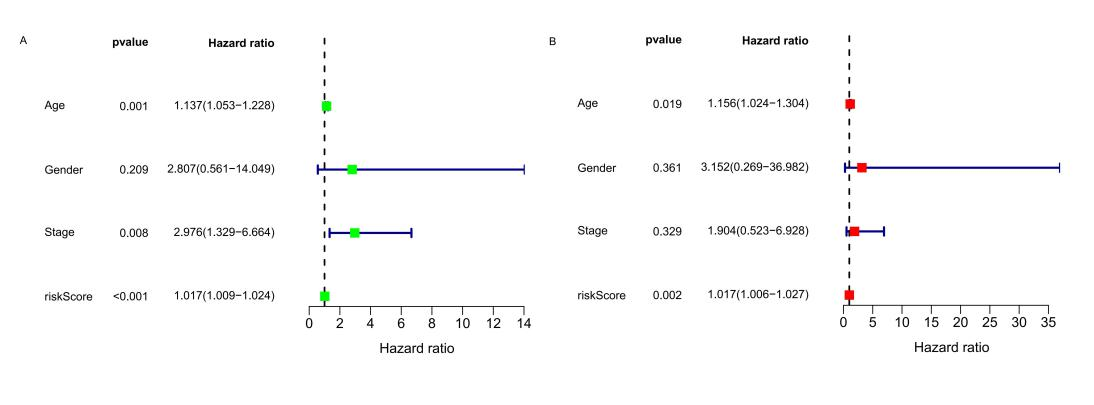 A
pvalue Hazard ratio
Age 0.001 1.137(1.053−1.228)
Gender 0.209 2.807(0.561−14.049)
Stage 0.008 2.976(1.329−6.664)
riskScore <0.001 1.017(1.009−1.024)
0 2 4 6 8 10 12 14
Hazard ratio
B
pvalue Hazard ratio
Age 0.019 1.156(1.024−1.304)
Gender 0.361 3.152(0.269−36.982)
Stage 0.329 1.904(0.523−6.928)
riskScore 0.002 1.017(1.006−1.027)
0 5 10 15 20 25 30 35
Hazard ratio